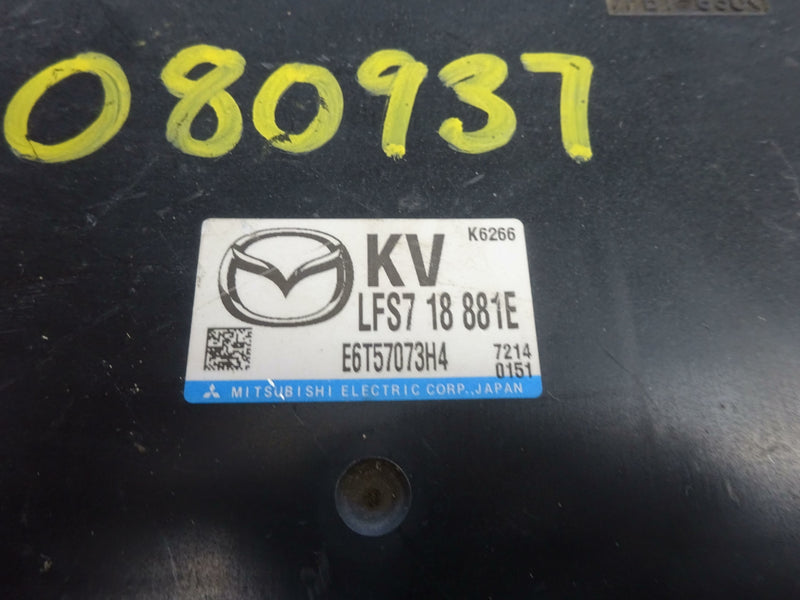 080937
KV
K6266
LFS7 18 881E
E6T57073H4
7214
0151
MITSUBISHI ELECTRIC CORP., JAPAN